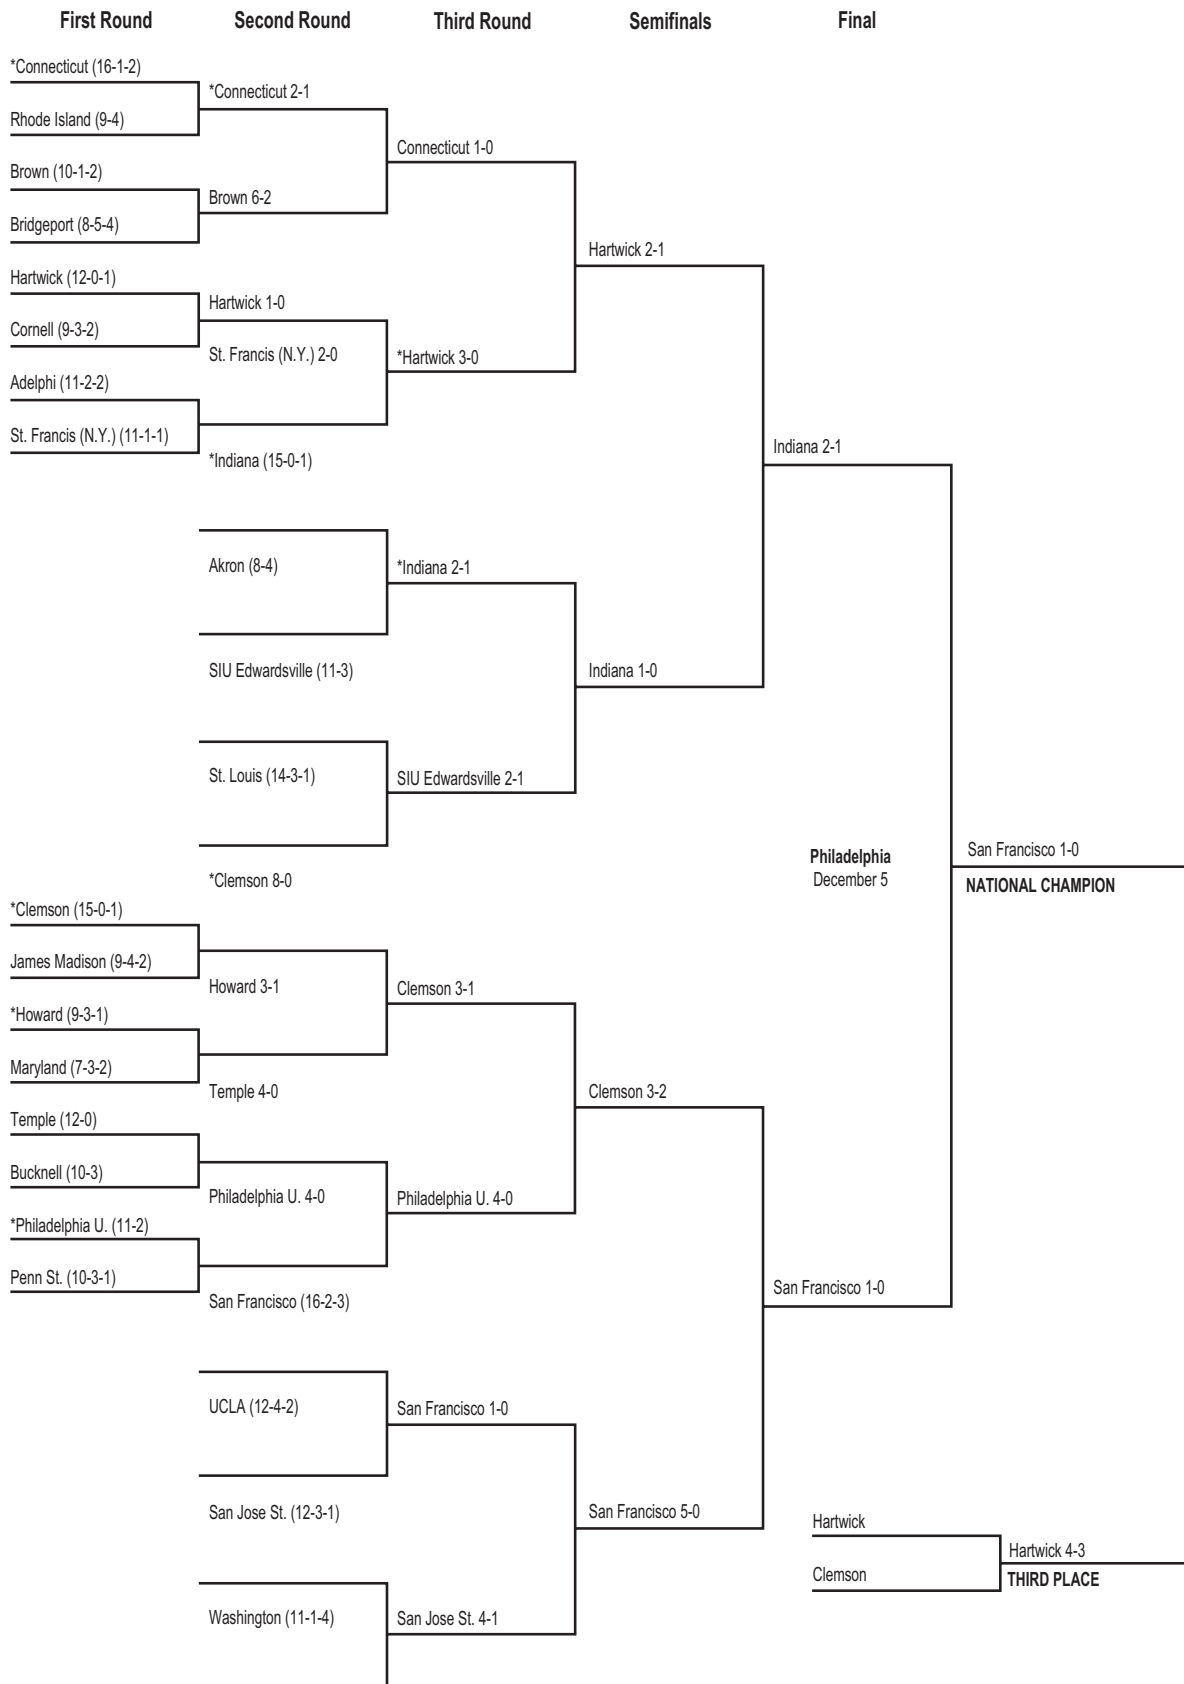 First Round
Second Round
Third Round
Semifinals
Final
*Connecticut (16-1-2)
Rhode Island (9-4)
Brown (10-1-2)
Bridgeport (8-5-4)
Hartwick (12-0-1)
Cornell (9-3-2)
Adelphi (11-2-2)
St. Francis (N.Y.) (11-1-1)
*Clemson (15-0-1)
James Madison (9-4-2)
*Howard (9-3-1)
Maryland (7-3-2)
Temple (12-0)
Bucknell (10-3)
*Philadelphia U. (11-2)
Penn St. (10-3-1)
*Connecticut 2-1
Brown 6-2
Hartwick 1-0
St. Francis (N.Y.) 2-0
*Indiana (15-0-1)
Akron (8-4)
SIU Edwardsville (11-3)
St. Louis (14-3-1)
*Clemson 8-0
Howard 3-1
Temple 4-0
Philadelphia U. 4-0
San Francisco (16-2-3)
UCLA (12-4-2)
San Jose St. (12-3-1)
Washington (11-1-4)
Connecticut 1-0
*Hartwick 3-0
*Indiana 2-1
SIU Edwardsville 2-1
Clemson 3-1
Philadelphia U. 4-0
San Francisco 1-0
San Jose St. 4-1
Hartwick 2-1
Indiana 1-0
Clemson 3-2
San Francisco 5-0
Indiana 2-1
San Francisco 1-0
Philadelphia
December 5
San Francisco 1-0
NATIONAL CHAMPION
Hartwick
Clemson
Hartwick 4-3
THIRD PLACE